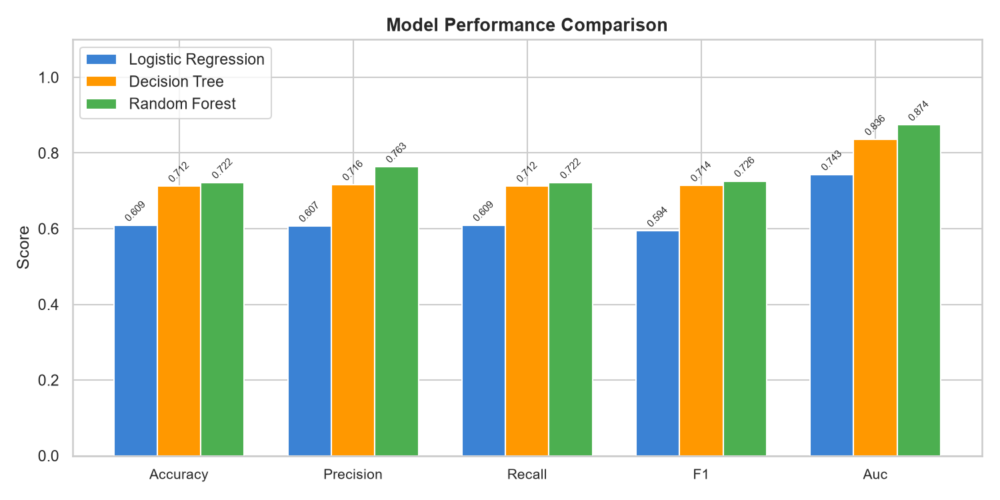 Model Performance Comparison
Logistic Regression
Decision Tree
Random Forest
Score
1.0
0.8
0.6
0.4
0.2
0.0
0.609
0.712
0.722
0.607
0.716
0.763
0.609
0.712
0.722
0.594
0.714
0.726
0.743
0.836
0.874
Accuracy
Precision
Recall
F1
Auc